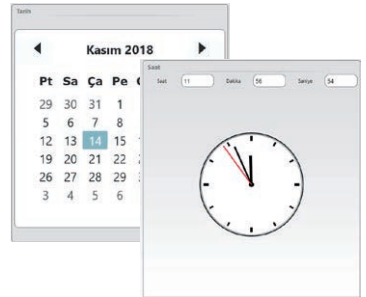 Tarih
Kasım 2018
Pt Sa Ça Pe
29 30 31 1
5 6 7 8
12 13 14 15
19 20 21 22
26 27 28 29
3 4 5 6
Saat
Saat 11 Dakika 56 Saniye 54